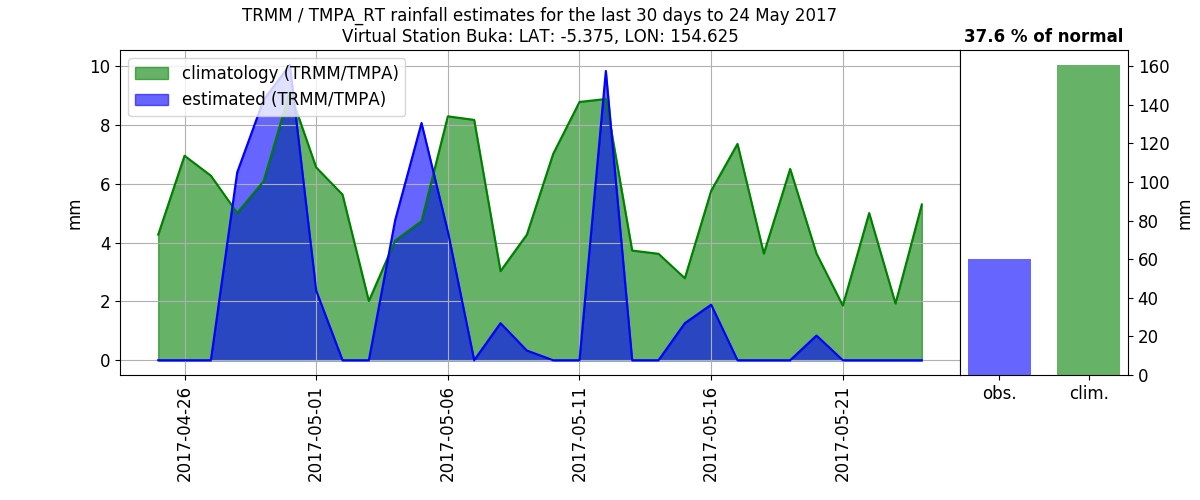 TRMM / TMPA_RT rainfall estimates for the last 30 days to 24 May 2017
Virtual Station Buka: LAT: -5.375, LON: 154.625
37.6 % of normal
climatology (TRMM/TMPA)
estimated (TRMM/TMPA)
10
8
6
4
2
0
mm
2017-04-26
2017-05-01
2017-05-06
2017-05-11
2017-05-16
2017-05-21
160
140
120
100
80
60
40
20
0
mm
obs.
clim.